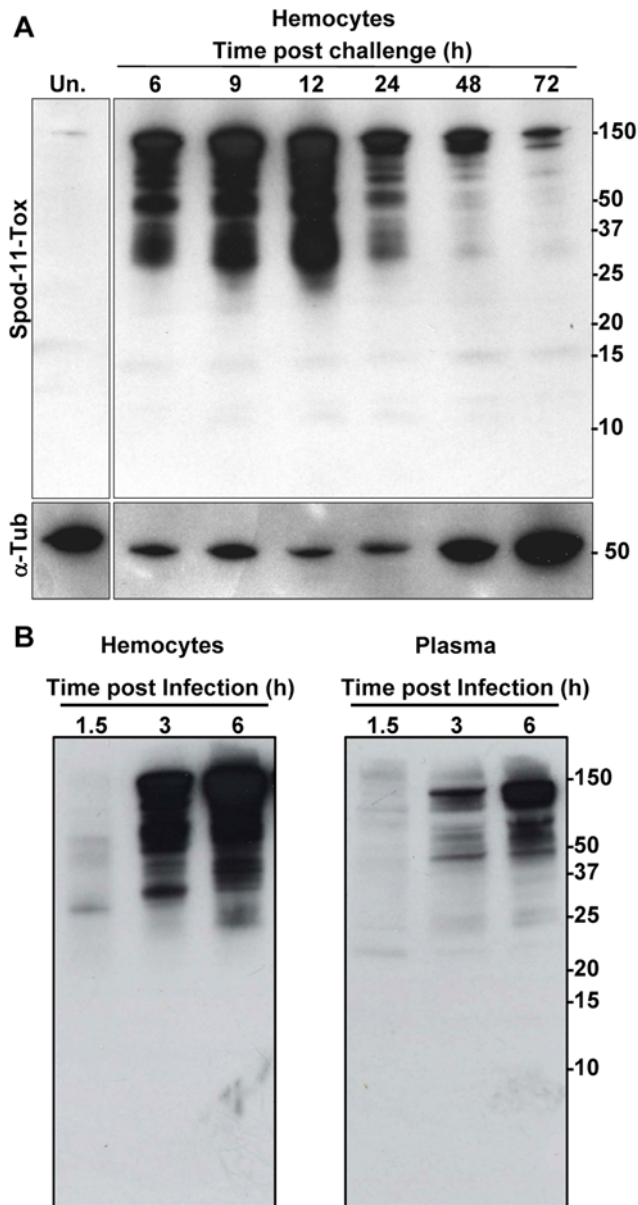 A
Hemocytes
Time post challenge (h)
Un. 6 9 12 24 48 72
Spod-11-Tox
-150
-50
-37
-25
-20
-15
-10
α-Tub
- 50
B
Hemocytes Plasma
Time post Infection (h) Time post Infection (h)
1.5 3 6 1.5 3 6
-150
-50
-37
-25
-20
-15
-10